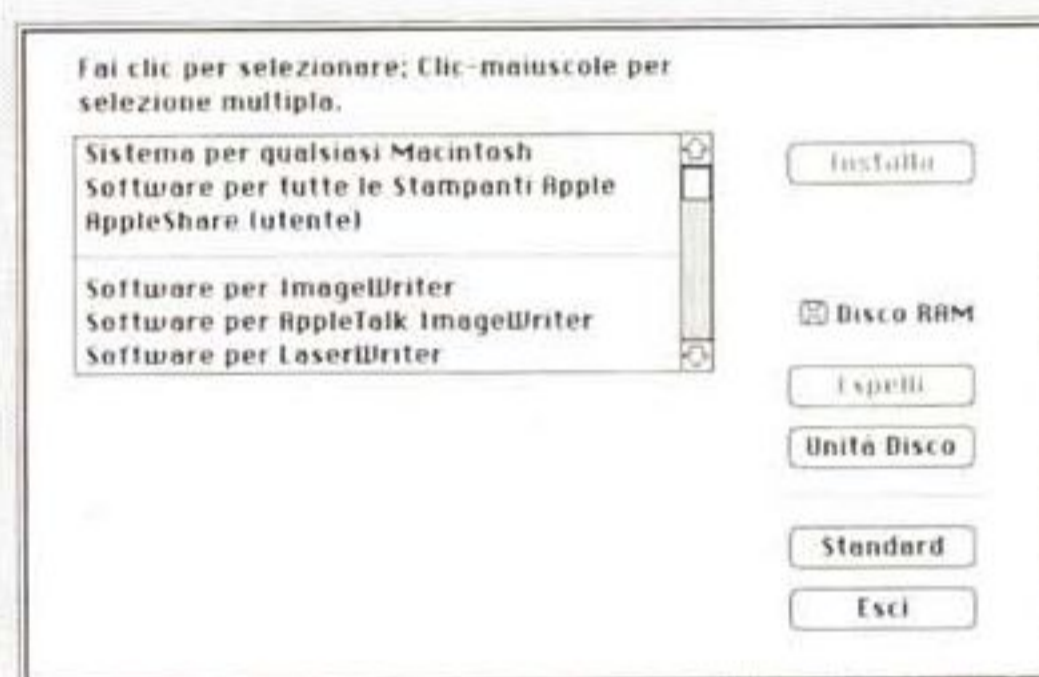 Fai clic per selezionare; Clic-maiuscole per
selezione multipla.
Sistema per qualsiasi Macintosh
Software per tutte le Stampanti Apple
AppleShare (utente)
Software per ImageWriter
Software per AppleTalk ImageWriter
Software per LaserWriter
Installa
Disco RAM
Espelli
Unità Disco
Standard
Esci